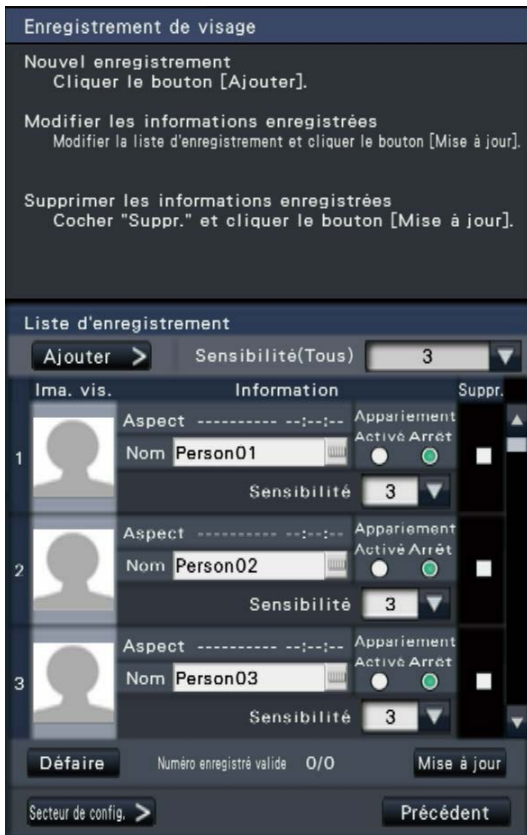 Enregistrement de visage
Nouvel enregistrement
Cliquer le bouton [Ajouter].
Modifier les informations enregistrées
Modifier la liste d'enregistrement et cliquer le bouton [Mise à jour].
Supprimer les informations enregistrées
Cocher "Suppr." et cliquer le bouton [Mise à jour].
Liste d'enregistrement
Ajouter > Sensibilité(Tous) 3
Ima. vis. Information Suppr.
Aspect ---------- --:--:-- Appariement
Activé Arrêt
1 Nom Person01
Sensibilité 3
Aspect ---------- --:--:-- Appariement
Activé Arrêt
2 Nom Person02
Sensibilité 3
Aspect ---------- --:--:-- Appariement
Activé Arrêt
3 Nom Person03
Sensibilité 3
Défaire Numéro enregistré valide 0/0 Mise à jour
Secteur de config. > Précédent